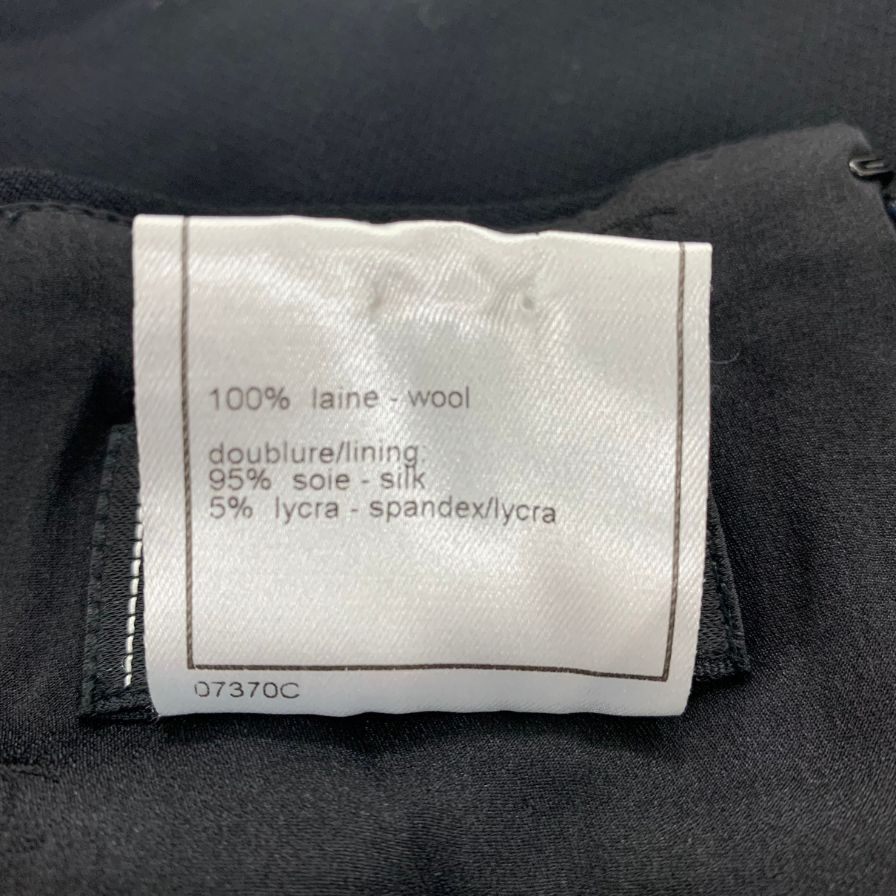 100% laine - wool
doublure/lining:
95% soie - silk
5% lycra - spandex/lycra
07370C